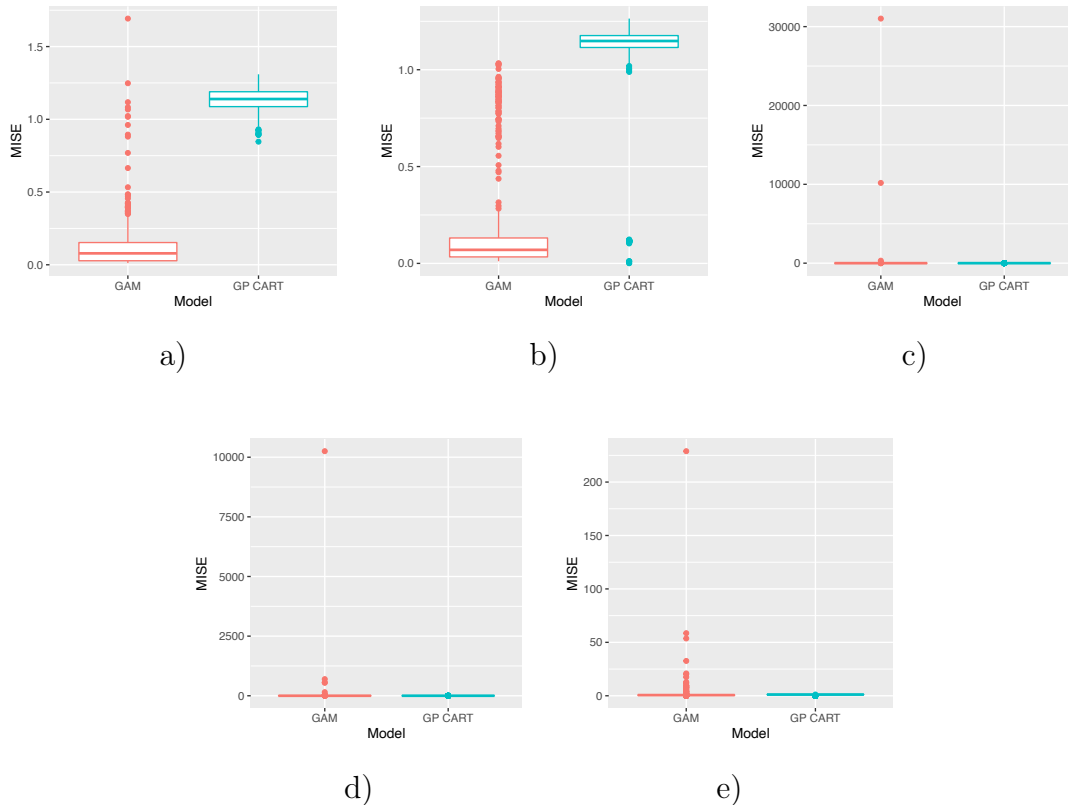 MISE
1.5
1.0
0.5
0.0
GAM
GP CART
Model
a)
MISE
1.0
0.5
0.0
GAM
GP CART
Model
b)
MISE
30000
20000
10000
0
GAM
GP CART
Model
c)
MISE
10000
7500
5000
2500
0
GAM
GP CART
Model
d)
MISE
200
150
100
50
0
GAM
GP CART
Model
e)